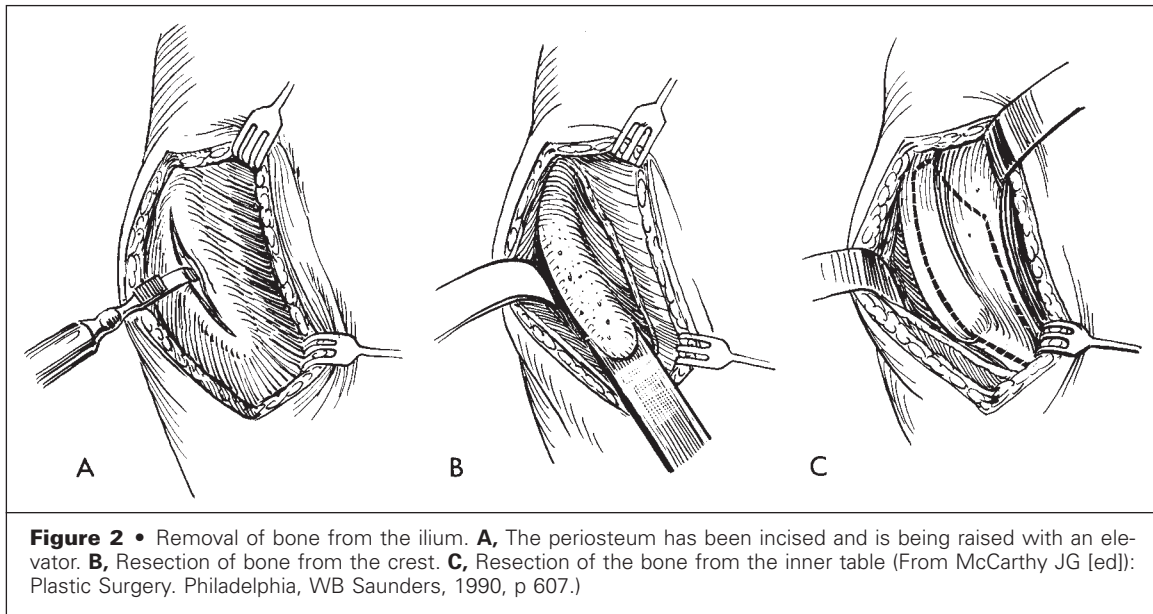 A
B
C
Figure 2 • Removal of bone from the ilium. A, The periosteum has been incised and is being raised with an ele-
vator. B, Resection of bone from the crest. C, Resection of the bone from the inner table (From McCarthy JG [ed]):
Plastic Surgery. Philadelphia, WB Saunders, 1990, p 607.)